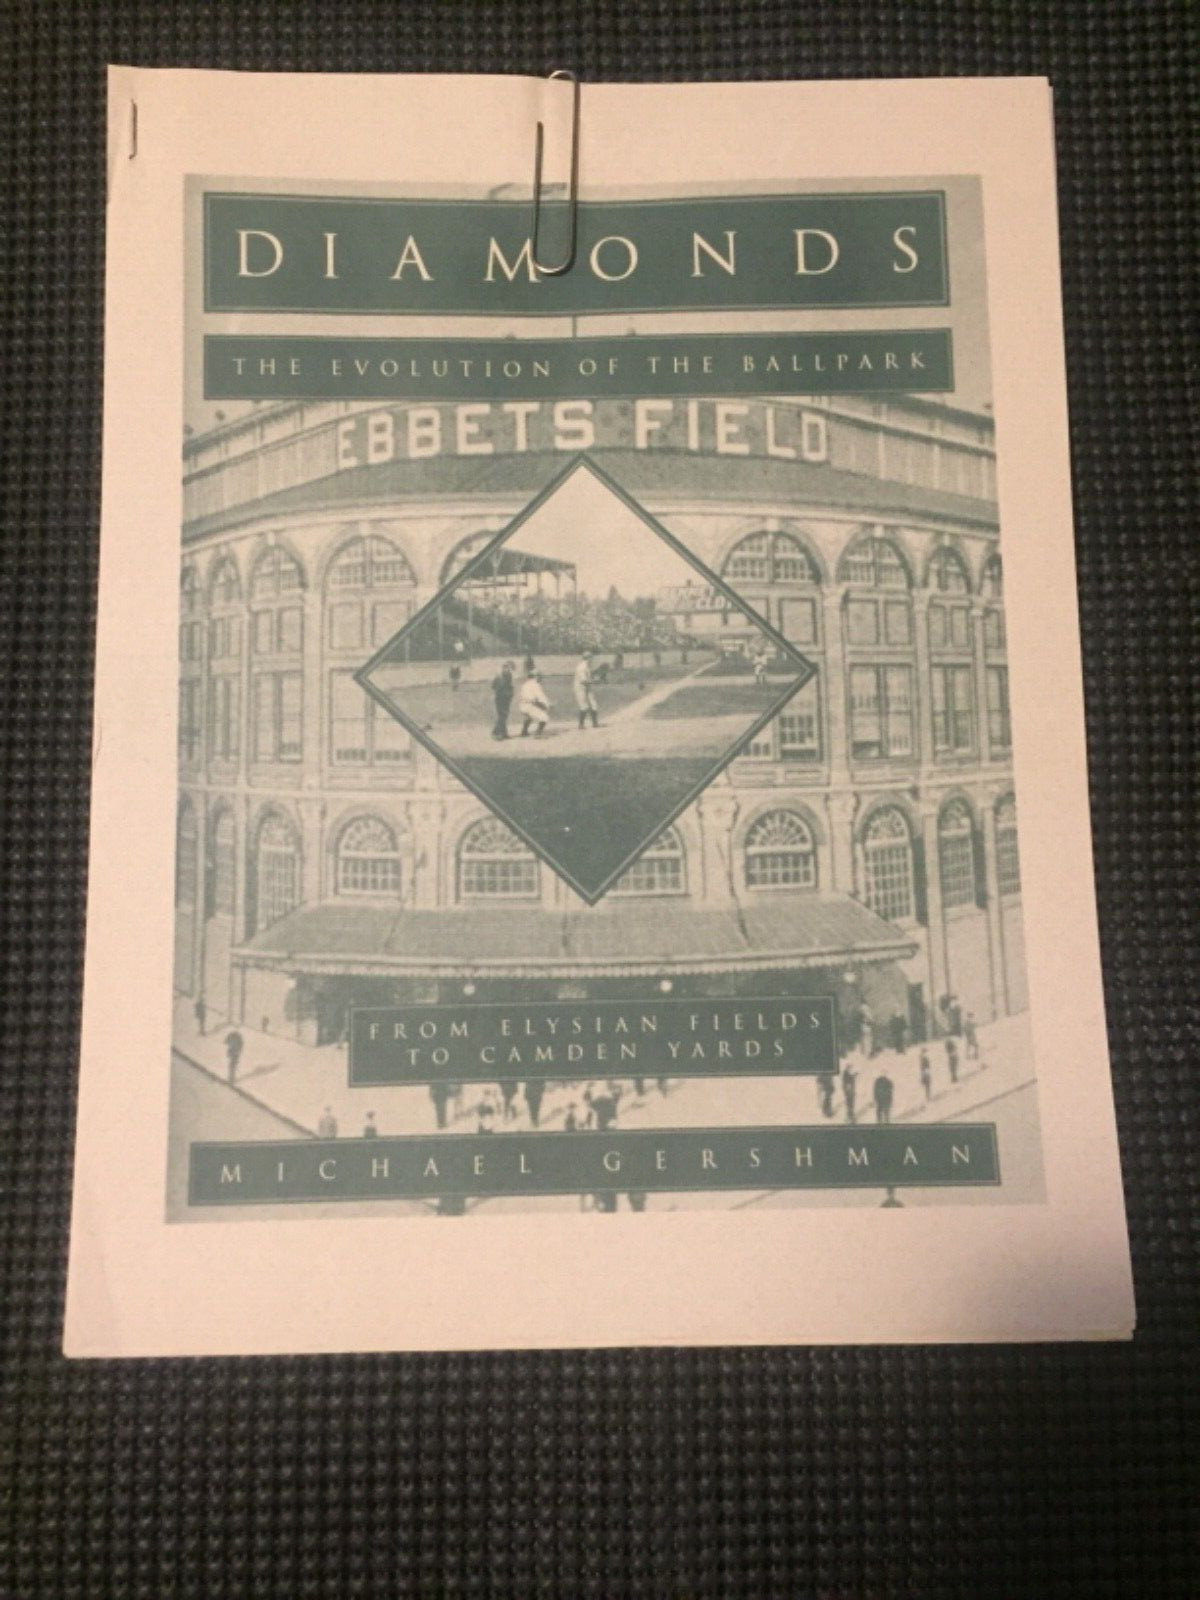 DIAMONDS
THE EVOLUTION OF THE BALLPARK
EBBETS FIELD
FROM ELYSIAN FIELDS
TO CAMDEN YARDS
MICHAEL GERSHMAN